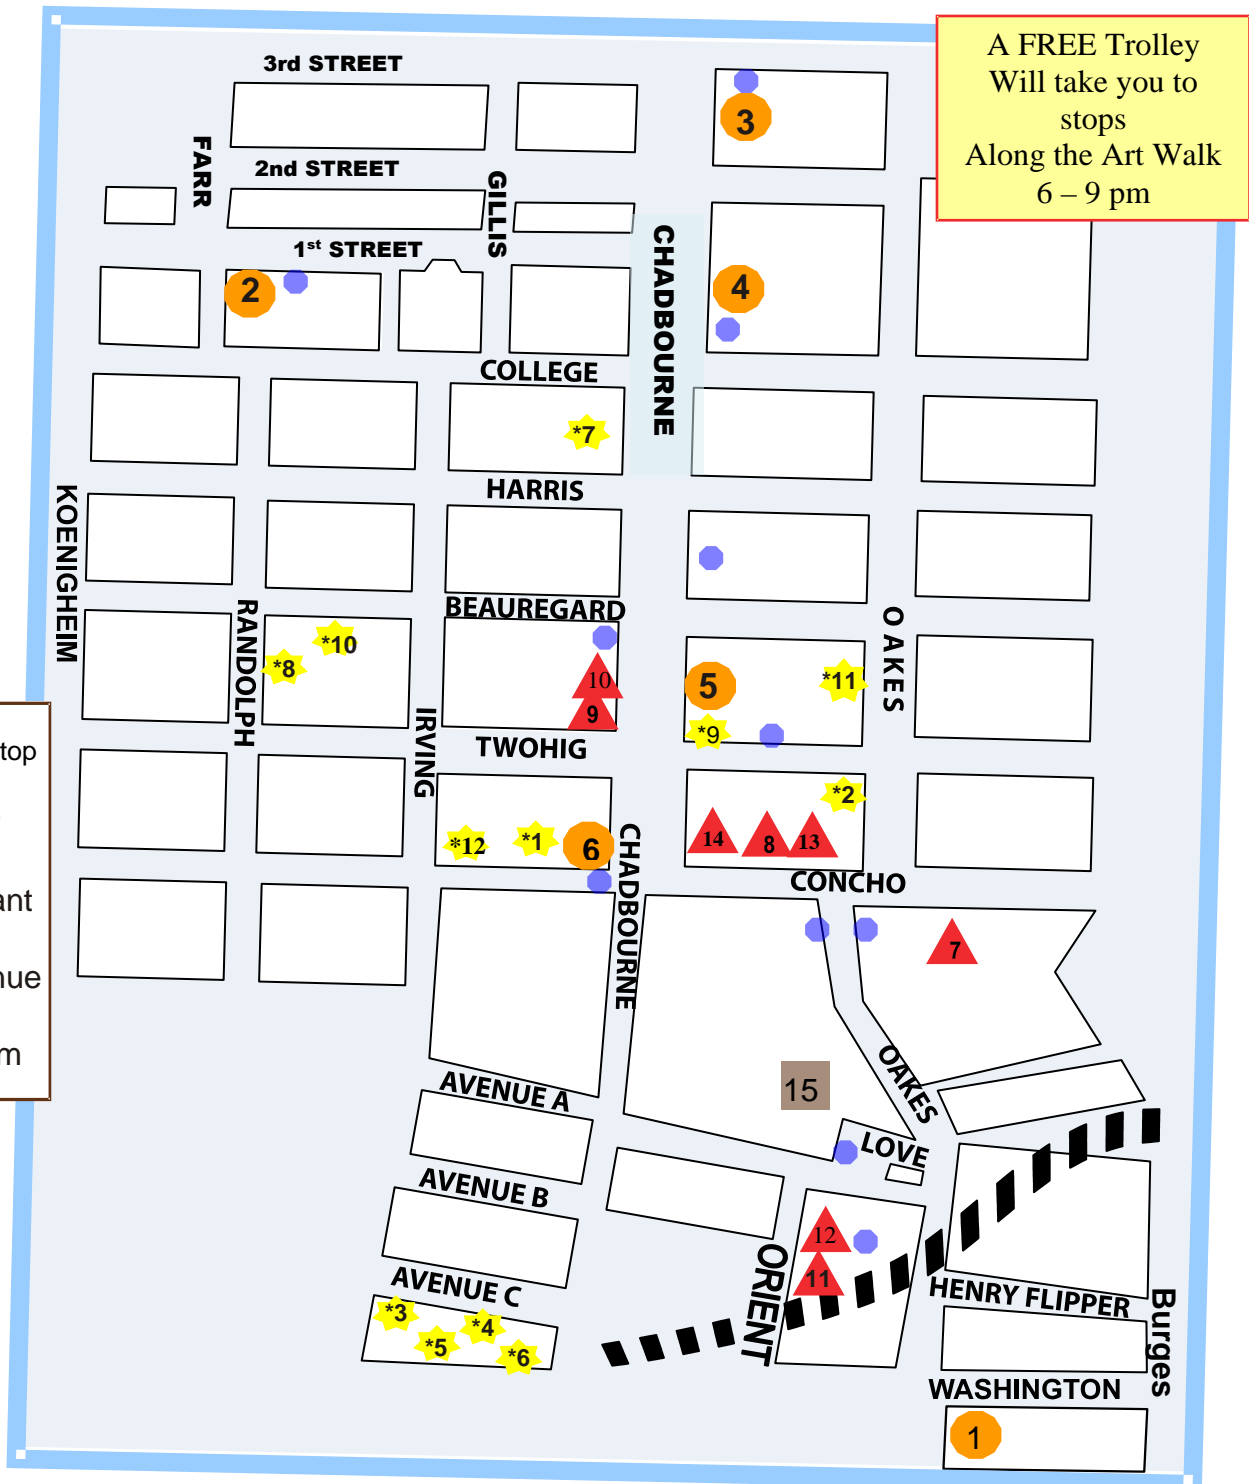 A FREE Trolley
Will take you to
stops
Along the Art Walk
6 – 9 pm
3rd STREET
3
FARR
2nd STREET
GILLIS
1st STREET
CHADBOURNE
2
4
COLLEGE
*7
HARRIS
KOENIGHEIM
BEAUREGARD
RANDOLPH
OAKES
*10
*8
10
9
5
*11
*9
IRVING
TWOHIG
top
*2
CHADBOURNE
*12
*1
6
14
8
13
CONCHO
ant
7
nue
m
OAKES
15
AVENUE A
LOVE
AVENUE B
12
11
ORIENT
AVENUE C
HENRY FLIPPER
Burges
*3
*4
*5
*6
WASHINGTON
1